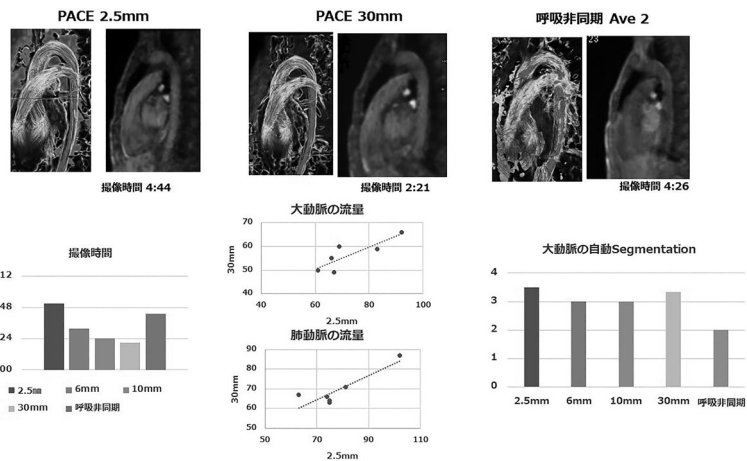 PACE 2.5mm
PACE 30mm
呼吸非同期 Ave 2
撮像時間 4:44
撮像時間 2:21
撮像時間 4:26
撮像時間
12
48
24
00
2.5mm
6mm
10mm
30mm
呼吸非同期
大動脈の流量
30mm
70
60
50
40
40
60
80
100
2.5mm
肺動脈の流量
30mm
90
80
70
60
50
50
70
90
110
2.5mm
大動脈の自動Segmentation
4
3
2
1
0
2.5mm
6mm
10mm
30mm
呼吸非同期